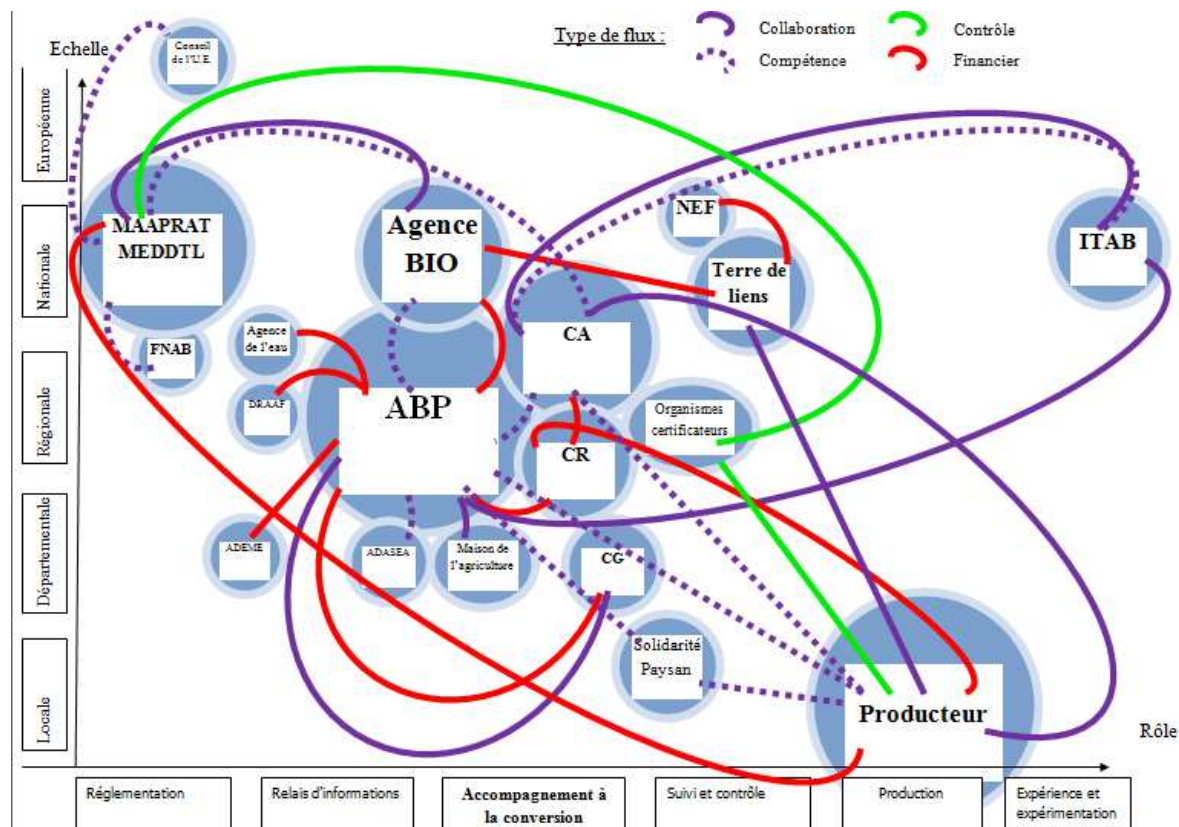 Echelle
Type de flux :
Collaboration
Contrôle
Compétence
Financier
Européenne
Nationale
Régionale
Départementale
Locale
Conseil
de l'U.E.
MAAPRAT
MEDDTL
Agence
BIO
NEF
Terre de
liens
ITAB
FNAB
Agence
de l'eau
CA
DRAAF
ABP
Organismes
certificateurs
CR
ADEME
ADASEA
Maison de
l'agriculture
CG
Solidarité
Paysan
Producteur
Rôle
Réglementation
Relais d'informations
Accompagnement à
la conversion
Suivi et contrôle
Production
Expérience et
expérimentation